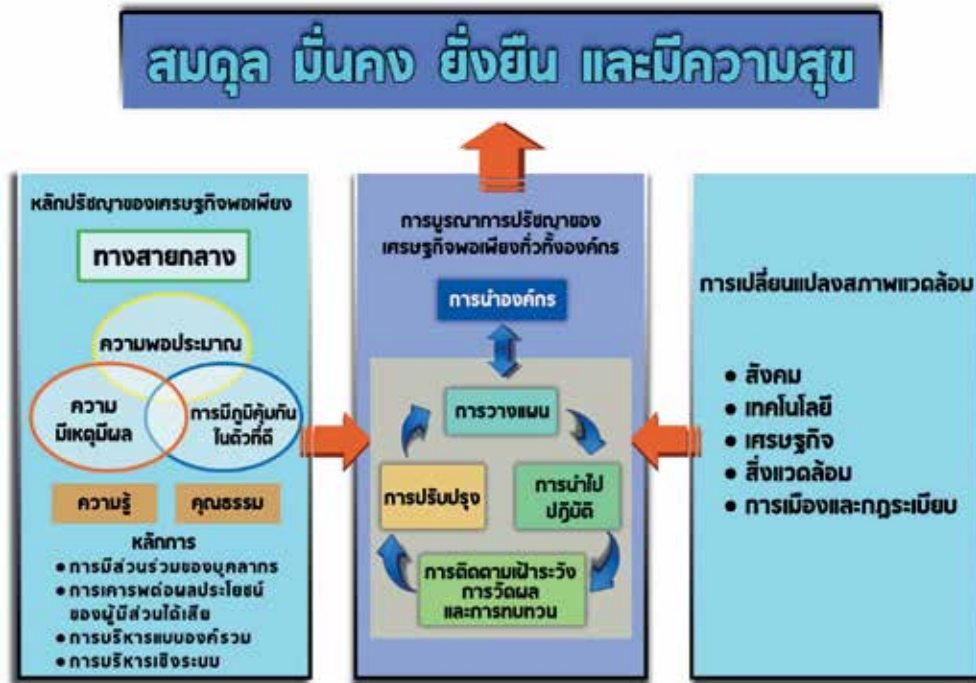 สมดุล มั่นคง ยั่งยืน และมีความสุข
หลักปรัชญาของเศรษฐกิจพอเพียง
ทางสายกลาง
ความพอประมาณ
ความ
มีเหตุมีผล
การมีภูมิคุ้มกัน
ในตัวที่ดี
ความรู้
คุณธรรม
หลักการ
• การมีส่วนร่วมของบุคลากร
• การเคารพต่อผลประโยชน์
ของผู้มีส่วนได้เสีย
• การบริหารแบบองค์รวม
• การบริหารเชิงระบบ
การบูรณาการปรัชญาของ
เศรษฐกิจพอเพียงทั่วทั้งองค์กร
การนำองค์กร
การวางแผน
การนำไป
ปฏิบัติ
การติดตามเฝ้าระวัง
การวัดผล
และการทบทวน
การปรับปรุง
การเปลี่ยนแปลงสภาพแวดล้อม
• สังคม
• เทคโนโลยี
• เศรษฐกิจ
• สิ่งแวดล้อม
• การเมืองและกฎระเบียบ